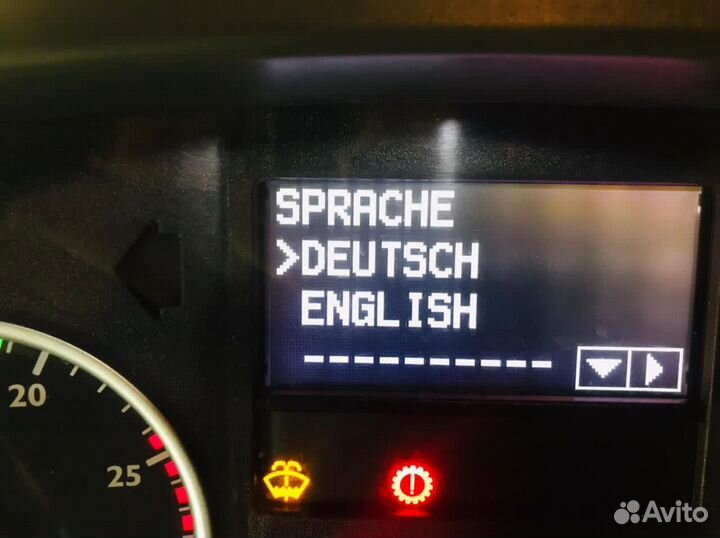 SPRACHE
>DEUTSCH
ENGLISH
----------
20
25
Avito